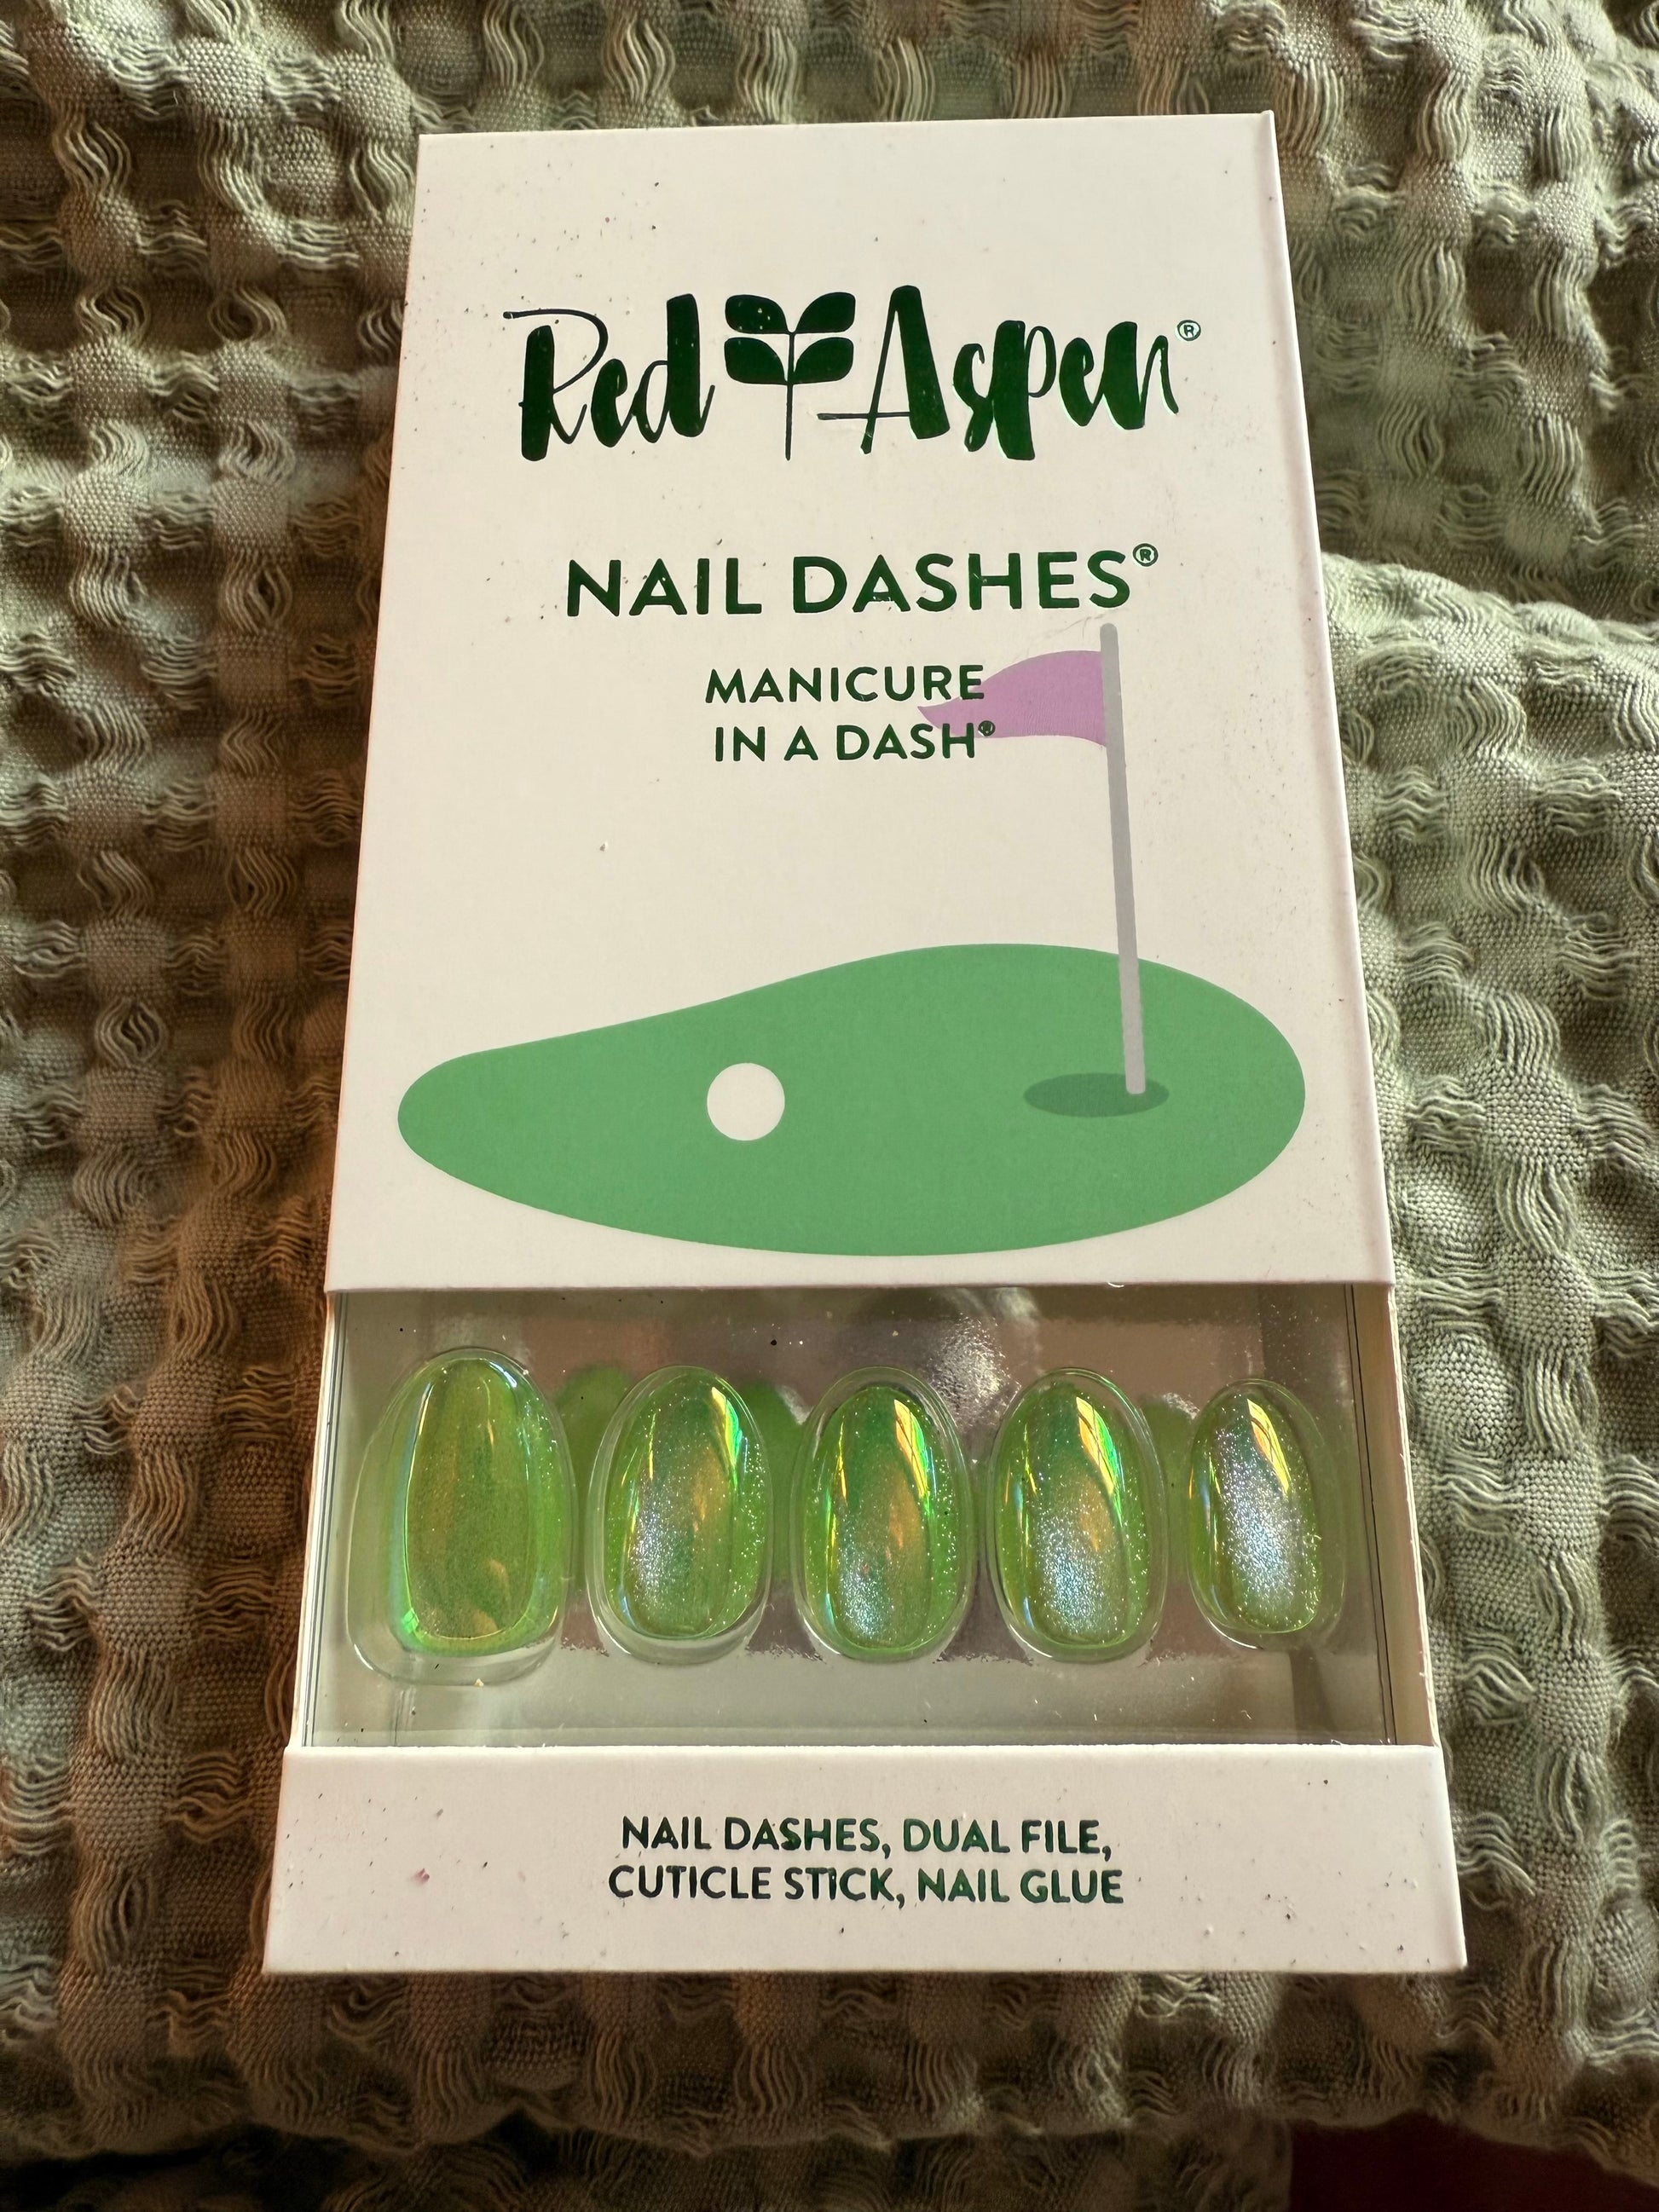 Red Aspen®
NAIL DASHES®
MANICURE
IN A DASH®
NAIL DASHES, DUAL FILE,
CUTICLE STICK, NAIL GLUE